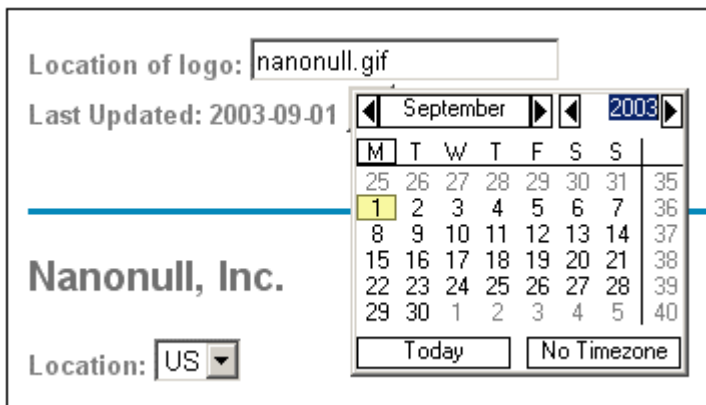 Location of logo: nanonull.gif
Last Updated: 2003-09-01
September 2003
M T W T F S S
25 26 27 28 29 30 31 35
1 2 3 4 5 6 7 36
8 9 10 11 12 13 14 37
15 16 17 18 19 20 21 38
22 23 24 25 26 27 28 39
29 30 1 2 3 4 5 40
Today No Timezone
Nanonull, Inc.
Location: US